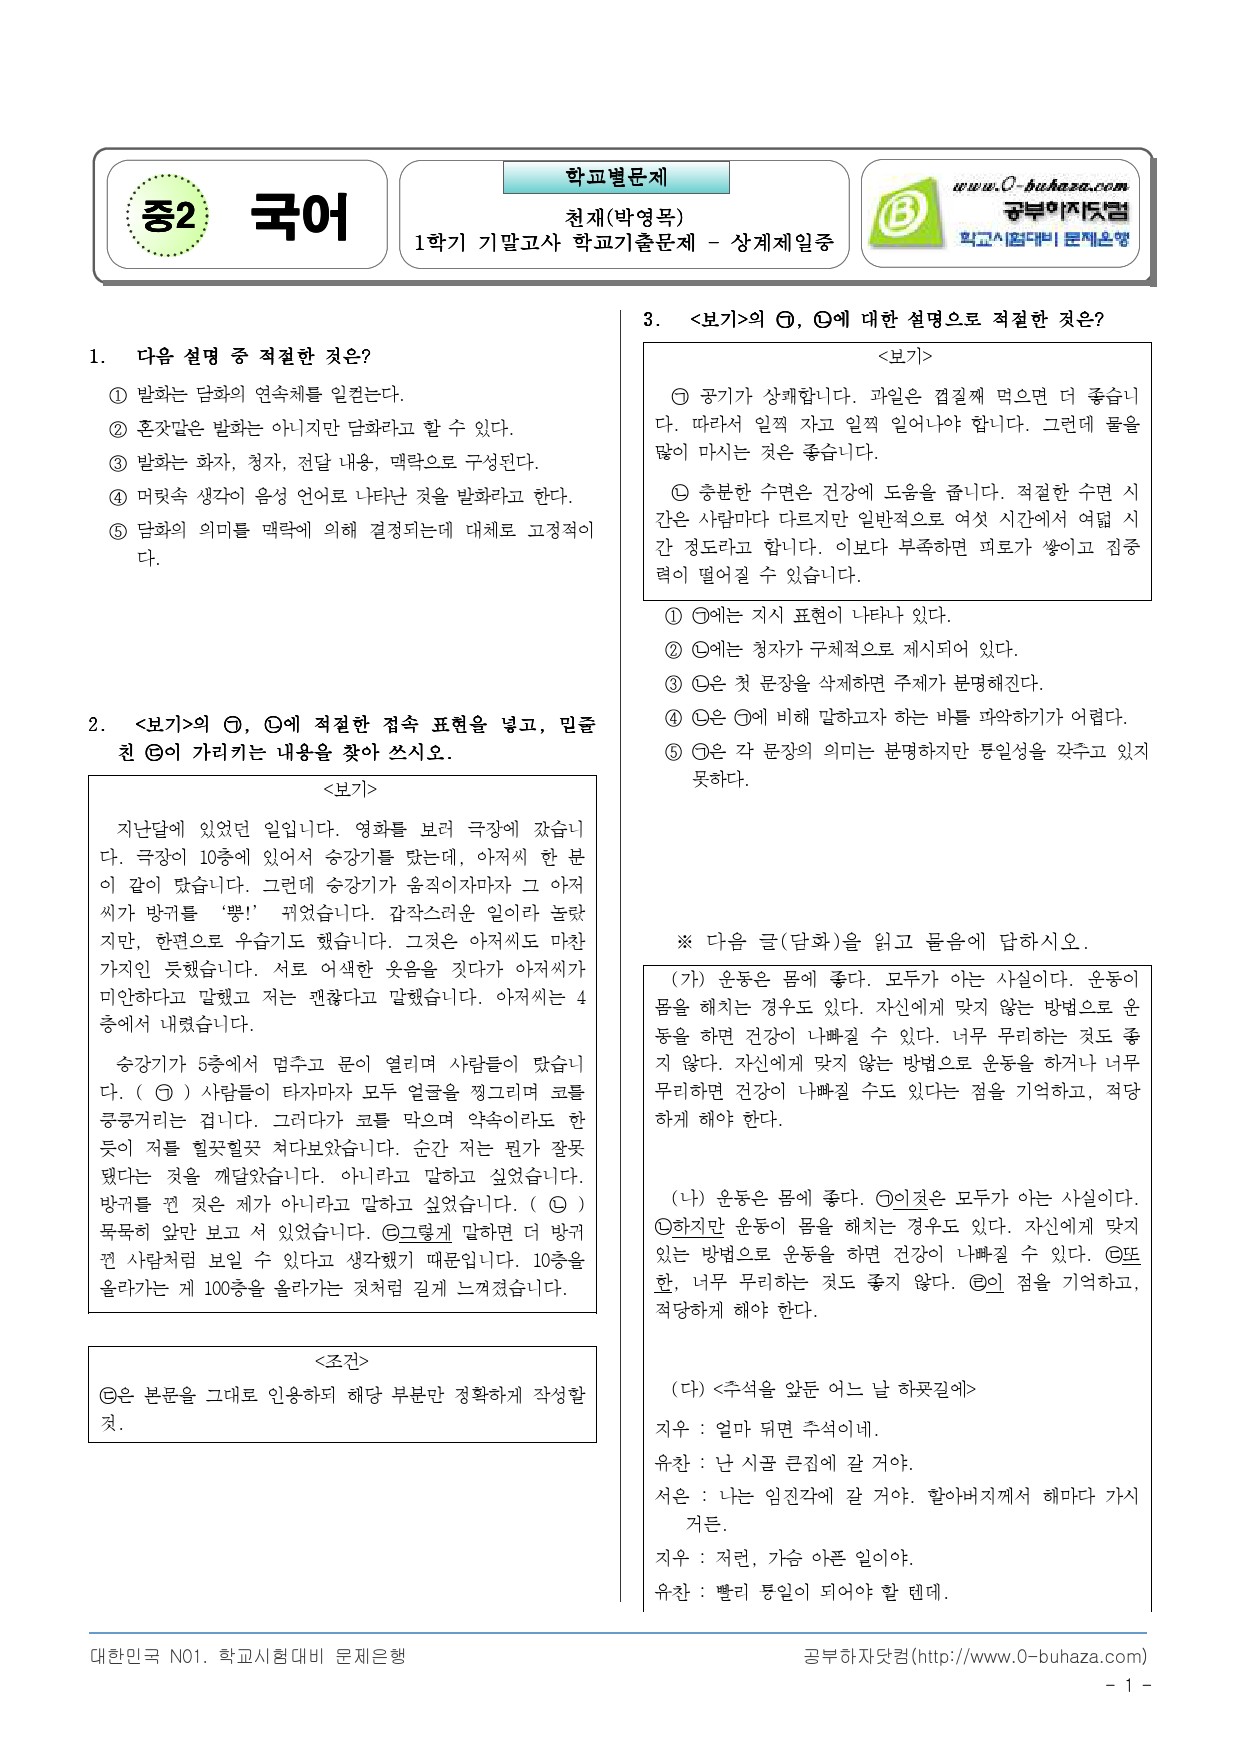 중2 국어
학교별문제
천재(박영목)
1학기 기말고사 학교기출문제 - 상계제일중
www.O-buhaza.com
공부하자닷컴
학교시험대비 문제은행
1. 다음 설명 중 적절한 것은?
① 발화는 담화의 연속체를 일컫는다.
② 혼잣말은 발화는 아니지만 담화라고 할 수 있다.
③ 발화는 화자, 청자, 전달 내용, 맥락으로 구성된다.
④ 머릿속 생각이 음성 언어로 나타난 것을 발화라고 한다.
⑤ 담화의 의미를 맥락에 의해 결정되는데 대체로 고정적이
다.
2. <보기>의 ㉠, ㉡에 적절한 접속 표현을 넣고, 밑줄
친 ㉢이 가리키는 내용을 찾아 쓰시오.
<보기>
지난달에 있었던 일입니다. 영화를 보러 극장에 갔습니
다. 극장이 10층에 있어서 승강기를 탔는데, 아저씨 한 분
이 같이 탔습니다. 그런데 승강기가 움직이자마자 그 아저
씨가 방귀를 ‘뿡!’ 뀌었습니다. 갑작스러운 일이라 놀랐
지만, 한편으로 우습기도 했습니다. 그것은 아저씨도 마찬
가지인 듯했습니다. 서로 어색한 웃음을 짓다가 아저씨가
미안하다고 말했고 저는 괜찮다고 말했습니다. 아저씨는 4
층에서 내렸습니다.
승강기가 5층에서 멈추고 문이 열리며 사람들이 탔습니
다. ( ㉠ ) 사람들이 타자마자 모두 얼굴을 찡그리며 코를
킁킁거리는 겁니다. 그러다가 코를 막으며 약속이라도 한
듯이 저를 힐끗힐끗 쳐다보았습니다. 순간 저는 뭔가 잘못
됐다는 것을 깨달았습니다. 아니라고 말하고 싶었습니다.
방귀를 뀐 것은 제가 아니라고 말하고 싶었습니다. ( ㉡ )
묵묵히 앞만 보고 서 있었습니다. ㉢그렇게 말하면 더 방귀
뀐 사람처럼 보일 수 있다고 생각했기 때문입니다. 10층을
올라가는 게 100층을 올라가는 것처럼 길게 느껴졌습니다.
<조건>
㉢은 본문을 그대로 인용하되 해당 부분만 정확하게 작성할
것.
3. <보기>의 ㉠, ㉡에 대한 설명으로 적절한 것은?
<보기>
㉠ 공기가 상쾌합니다. 과일은 껍질째 먹으면 더 좋습니
다. 따라서 일찍 자고 일찍 일어나야 합니다. 그런데 물을
많이 마시는 것은 좋습니다.
㉡ 충분한 수면은 건강에 도움을 줍니다. 적절한 수면 시
간은 사람마다 다르지만 일반적으로 여섯 시간에서 여덟 시
간 정도라고 합니다. 이보다 부족하면 피로가 쌓이고 집중
력이 떨어질 수 있습니다.
① ㉠에는 지시 표현이 나타나 있다.
② ㉡에는 청자가 구체적으로 제시되어 있다.
③ ㉡은 첫 문장을 삭제하면 주제가 분명해진다.
④ ㉡은 ㉠에 비해 말하고자 하는 바를 파악하기가 어렵다.
⑤ ㉠은 각 문장의 의미는 분명하지만 통일성을 갖추고 있지
못하다.
※ 다음 글(담화)을 읽고 물음에 답하시오.
(가) 운동은 몸에 좋다. 모두가 아는 사실이다. 운동이
몸을 해치는 경우도 있다. 자신에게 맞지 않는 방법으로 운
동을 하면 건강이 나빠질 수 있다. 너무 무리하는 것도 좋
지 않다. 자신에게 맞지 않는 방법으로 운동을 하거나 너무
무리하면 건강이 나빠질 수도 있다는 점을 기억하고, 적당
하게 해야 한다.
(나) 운동은 몸에 좋다. ㉠이것은 모두가 아는 사실이다.
㉡하지만 운동이 몸을 해치는 경우도 있다. 자신에게 맞지
있는 방법으로 운동을 하면 건강이 나빠질 수 있다. ㉢또
한, 너무 무리하는 것도 좋지 않다. ㉣이 점을 기억하고,
적당하게 해야 한다.
(다) <추석을 앞둔 어느 날 하굣길에>
지우 : 얼마 뒤면 추석이네.
유찬 : 난 시골 큰집에 갈 거야.
서은 : 나는 임진각에 갈 거야. 할아버지께서 해마다 가시
거든.
지우 : 저런, 가슴 아픈 일이야.
유찬 : 빨리 통일이 되어야 할 텐데.
대한민국 N01. 학교시험대비 문제은행
공부하자닷컴(http://www.0-buhaza.com)
- 1 -